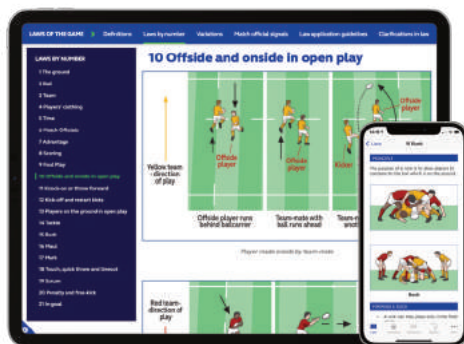 LAWS OF THE GAME
Definitions
Laws by number
Variations
Match official signals
Law application guidelines
Clarifications in law
LAWS BY NUMBER
1 The ground
2 Ball
3 Team
4 Players' clothing
5 Time
6 Match Officials
7 Advantage
8 Scoring
9 Foul Play
10 Offside and onside in open play
11 Knock-on or throw forward
12 Kick-off and restart kicks
13 Players on the ground in open play
14 Tackle
15 Ruck
16 Maul
17 Mark
18 Touch, quick throw and lineout
19 Scrum
20 Penalty and free-kick
21 In-goal
10 Offside and onside in open play
Yellow team-
direction
of play
Offside
player
Offside player runs
behind ballcarrier
Offside
player
Team-mate with
ball runs ahead
Offside
player
Kicker
Team-m
anot
Player made onside by team-mate
Red team-
direction
of play
Laws
PRINCIPLE
Ruck